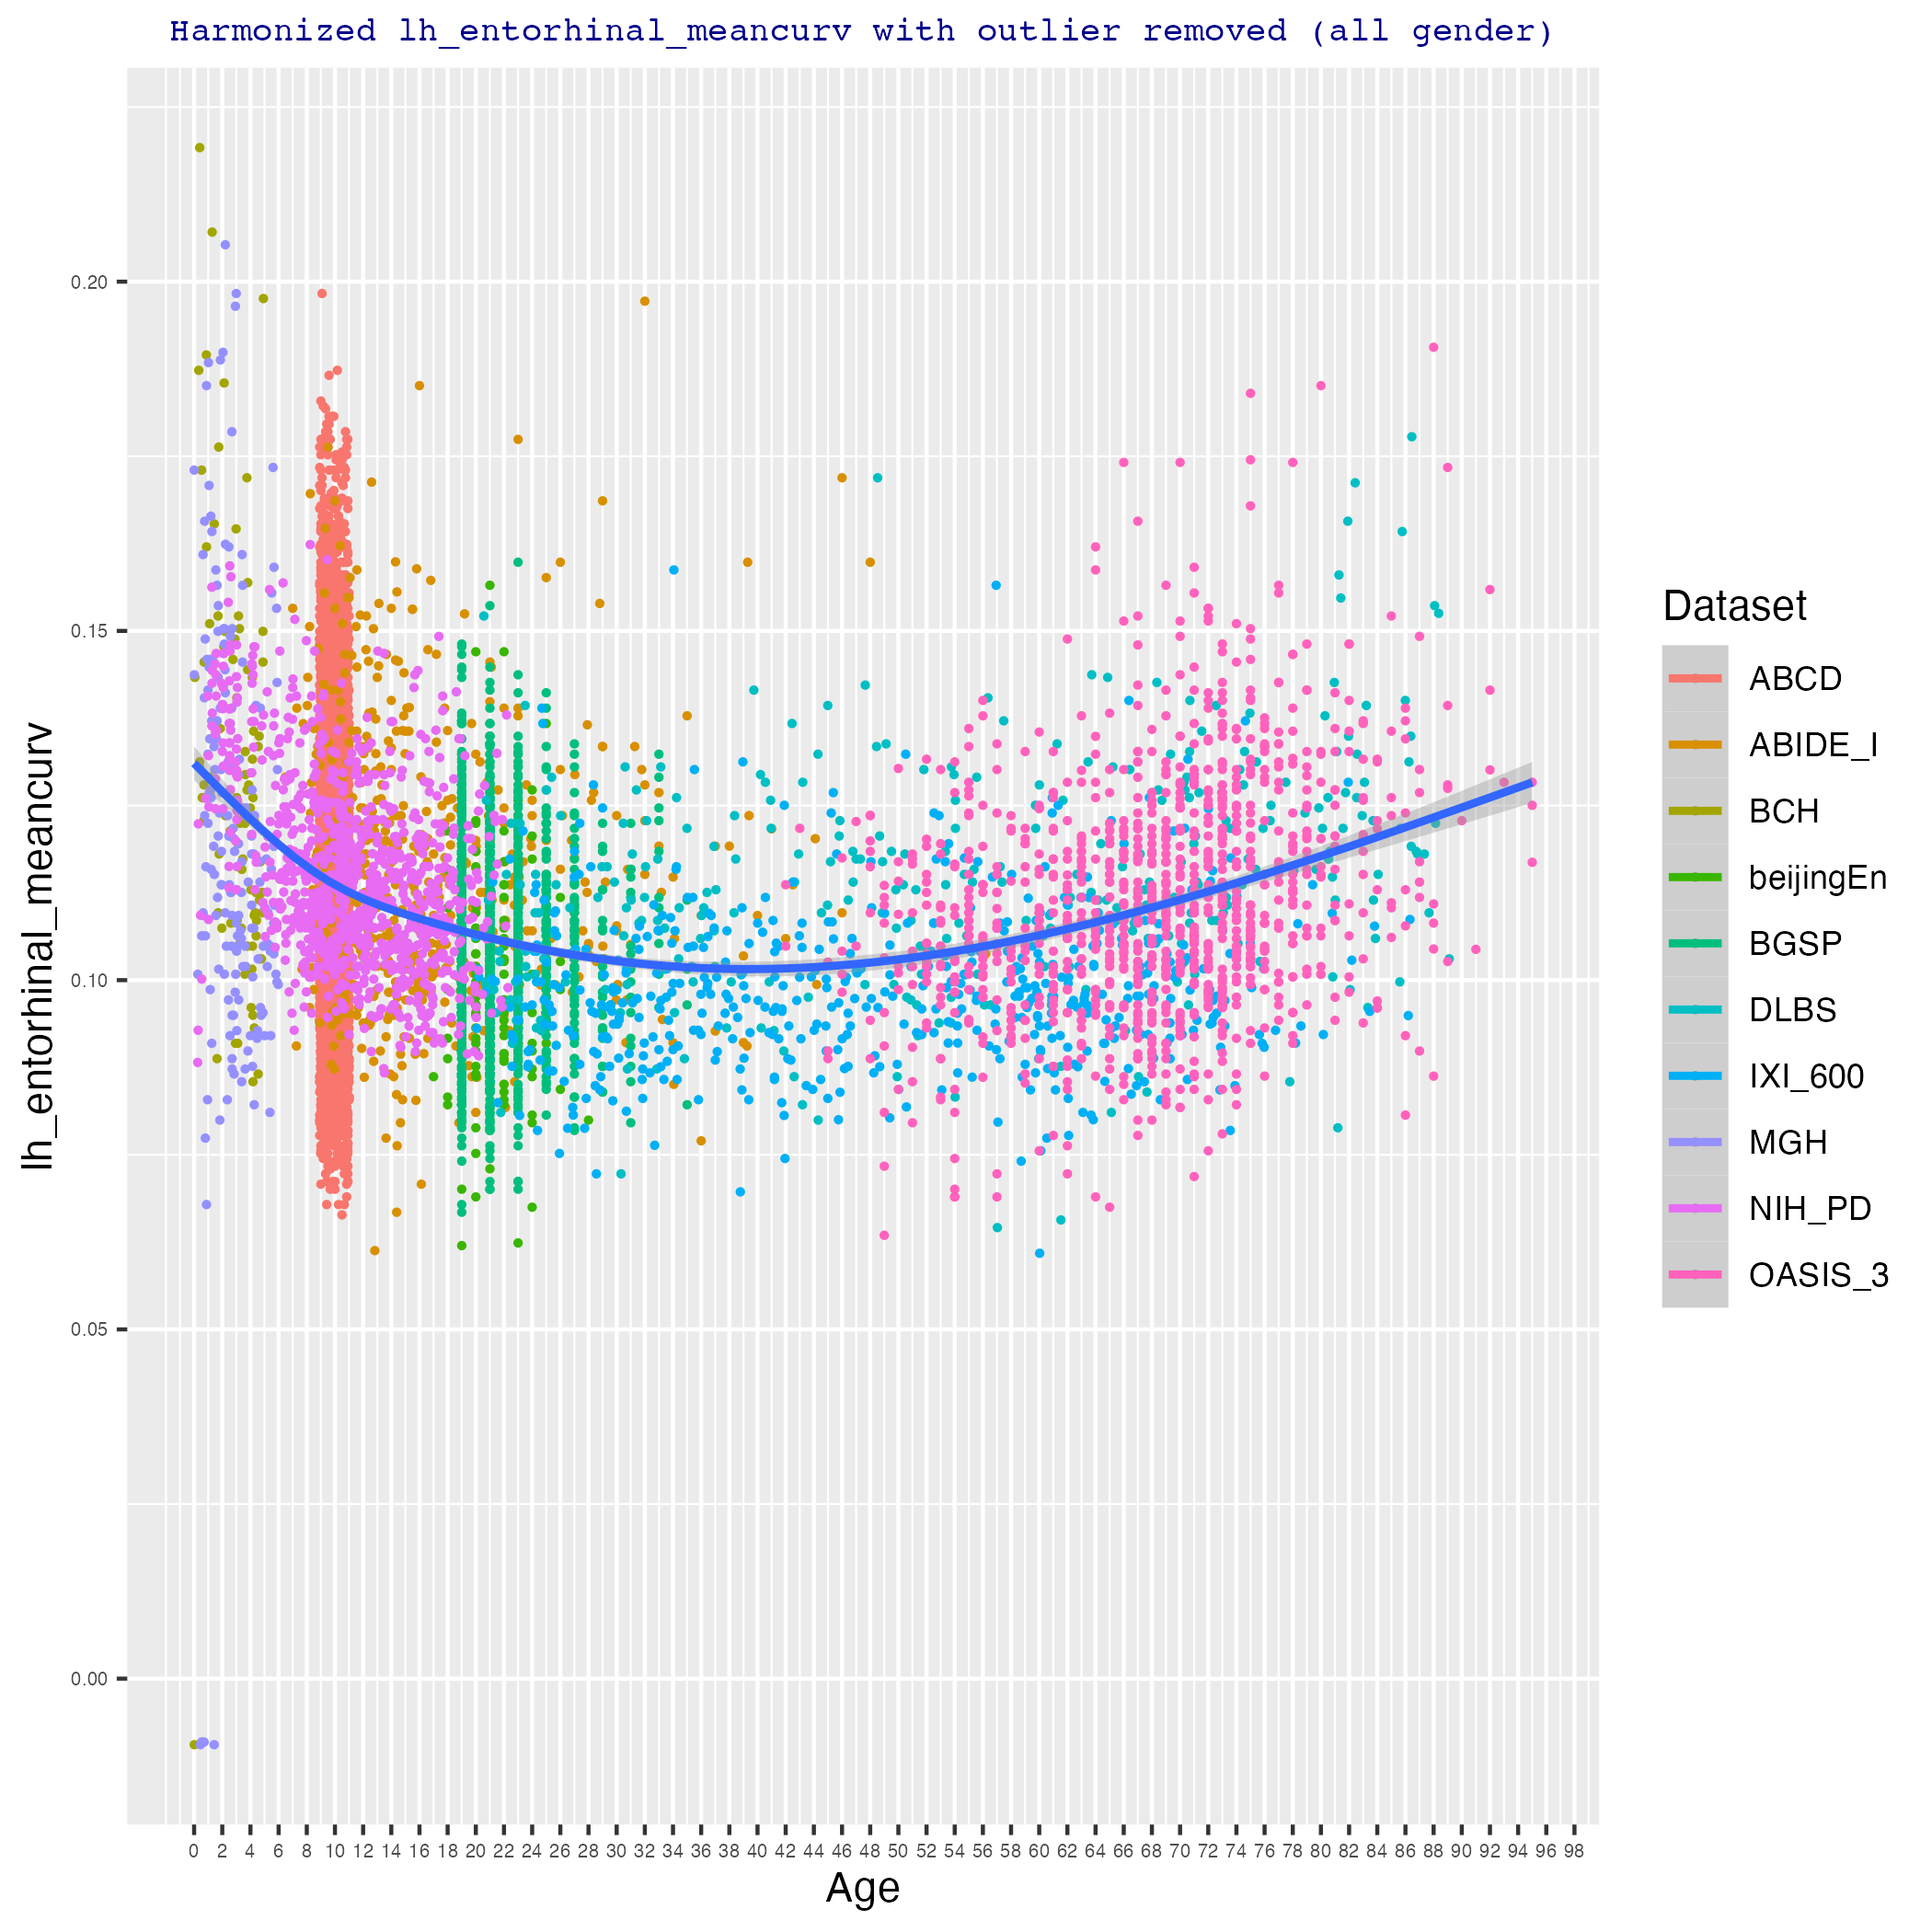 Harmonized lh_entorhinal_meancurv with outlier removed (all gender)
lh_entorhinal_meancurv
0.20
0.15
0.10
0.05
0.00
0 2 4 6 8 10 12 14 16 18 20 22 24 26 28 30 32 34 36 38 40 42 44 46 48 50 52 54 56 58 60 62 64 66 68 70 72 74 76 78 80 82 84 86 88 90 92 94 96 98
Age
Dataset
ABCD
ABIDE_I
BCH
beijingEn
BGSP
DLBS
IXI_600
MGH
NIH_PD
OASIS_3